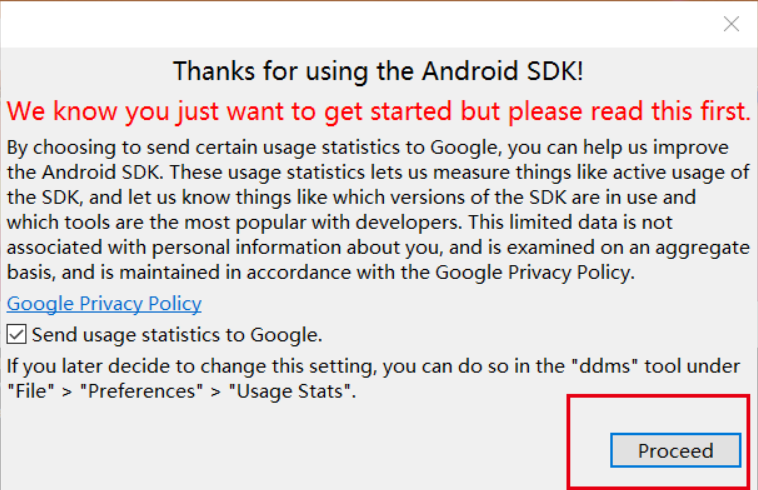 Thanks for using the Android SDK!
We know you just want to get started but please read this first.
By choosing to send certain usage statistics to Google, you can help us improve
the Android SDK. These usage statistics lets us measure things like active usage of
the SDK, and let us know things like which versions of the SDK are in use and
which tools are the most popular with developers. This limited data is not
associated with personal information about you, and is examined on an aggregate
basis, and is maintained in accordance with the Google Privacy Policy.
Google Privacy Policy
Send usage statistics to Google.
If you later decide to change this setting, you can do so in the "ddms" tool under
"File" > "Preferences" > "Usage Stats".
Proceed